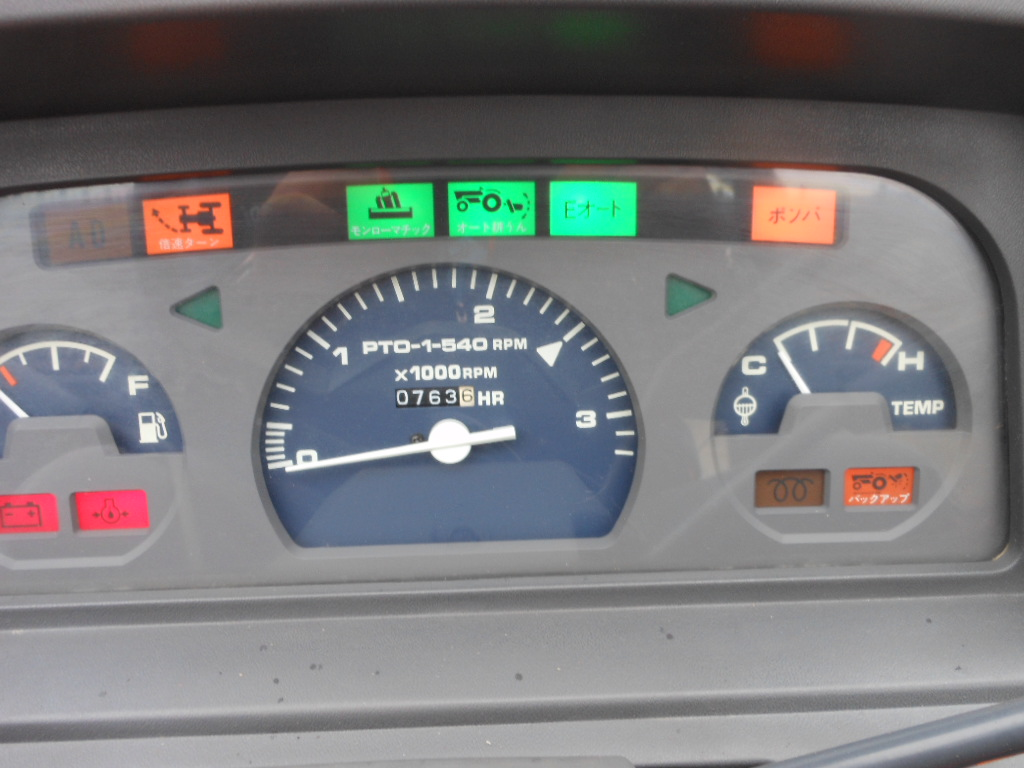 AD
倍速ターン
モンローマチック
オート耕うん
Eオート
ポンパ
1
2
PTO-1-540 RPM
x1000RPM
07636 HR
0
3
F
C
H
TEMP
バックアップ